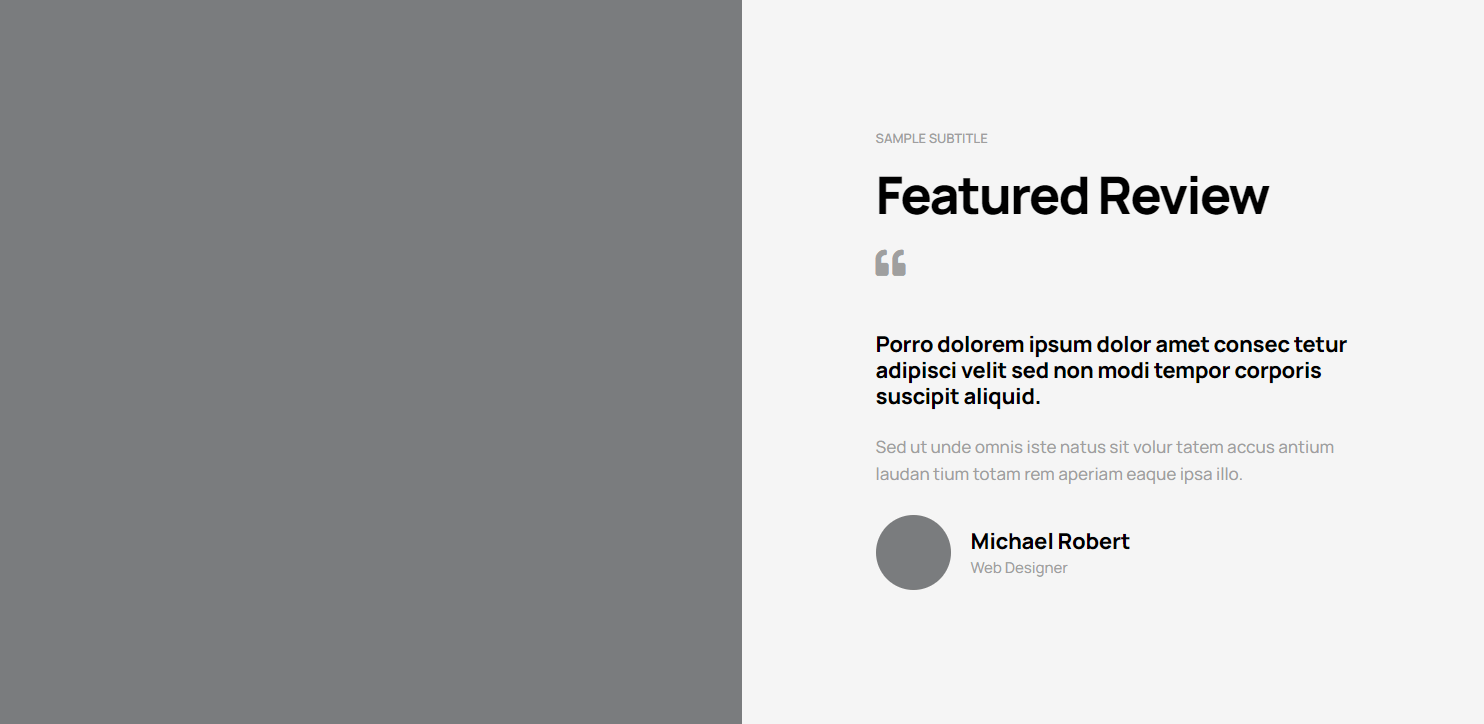 SAMPLE SUBTITLE
Featured Review
“
Porro dolorem ipsum dolor amet consec tetur
adipisci velit sed non modi tempor corporis
suscipit aliquid.
Sed ut unde omnis iste natus sit volur tatem accus antium
laudan tium totam rem aperiam eaque ipsa illo.
Michael Robert
Web Designer